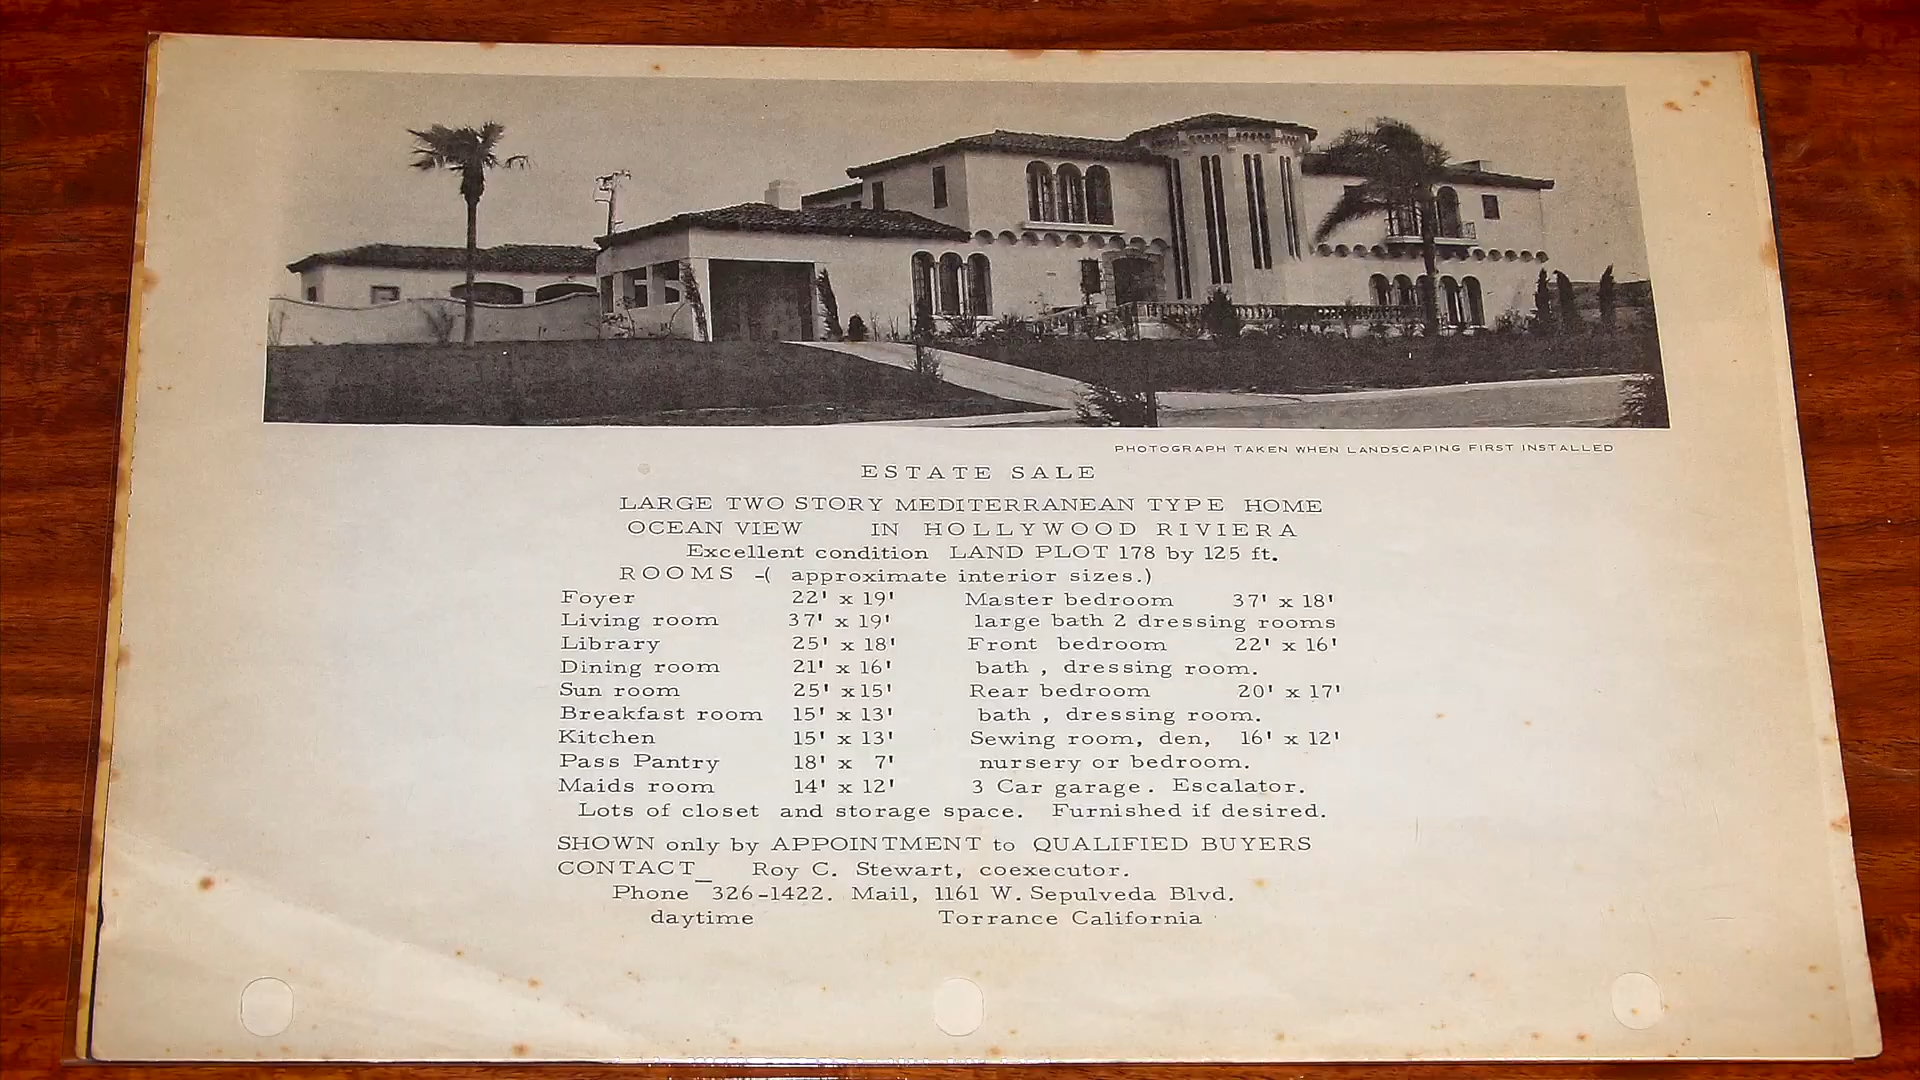 PHOTOGRAPH TAKEN WHEN LANDSCAPING FIRST INSTALLED
ESTATE SALE
LARGE TWO STORY MEDITERRANEAN TYPE HOME
OCEAN VIEW IN HOLLYWOOD RIVIERA
Excellent condition LAND PLOT 178 by 125 ft.
ROOMS -( approximate interior sizes.)
Foyer 22' x 19' Master bedroom 37' x 18'
Living room 37' x 19' large bath 2 dressing rooms
Library 25' x 18' Front bedroom 22' x 16'
Dining room 21' x 16' bath , dressing room.
Sun room 25' x15' Rear bedroom 20' x 17'
Breakfast room 15' x 13' bath , dressing room.
Kitchen 15' x 13' Sewing room, den, 16' x 12'
Pass Pantry 18' x 7' nursery or bedroom.
Maids room 14' x 12' 3 Car garage. Escalator.
Lots of closet and storage space. Furnished if desired.
SHOWN only by APPOINTMENT to QUALIFIED BUYERS
CONTACT_ Roy C. Stewart, coexecutor.
Phone 326-1422. Mail, 1161 W. Sepulveda Blvd.
daytime Torrance California